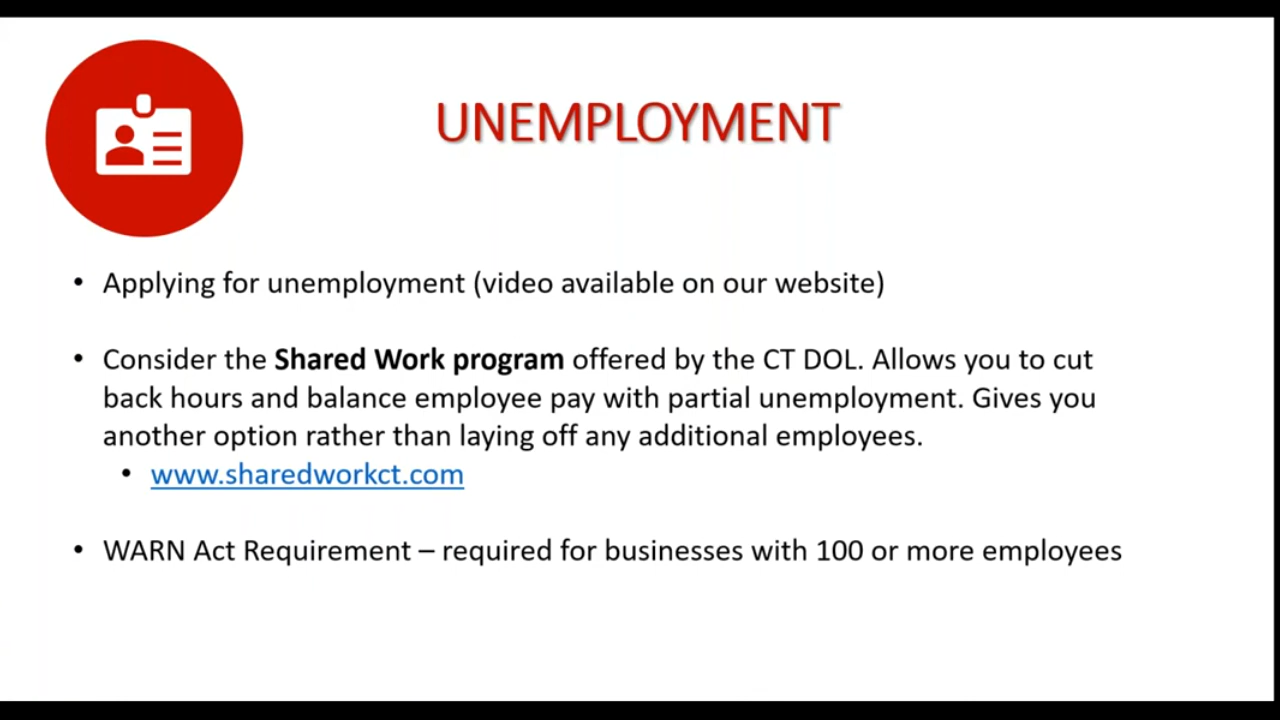 UNEMPLOYMENT
• Applying for unemployment (video available on our website)
• Consider the Shared Work program offered by the CT DOL. Allows you to cut
back hours and balance employee pay with partial unemployment. Gives you
another option rather than laying off any additional employees.
• www.sharedworkct.com
• WARN Act Requirement – required for businesses with 100 or more employees